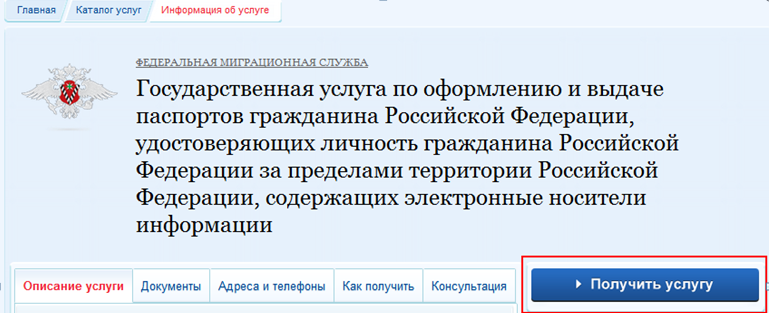 Главная Каталог услуг Информация об услуге
ФЕДЕРАЛЬНАЯ МИГРАЦИОННАЯ СЛУЖБА
Государственная услуга по оформлению и выдаче
паспортов гражданина Российской Федерации,
удостоверяющих личность гражданина Российской
Федерации за пределами территории Российской
Федерации, содержащих электронные носители
информации
Описание услуги Документы Адреса и телефоны Как получить Консультация Получить услугу